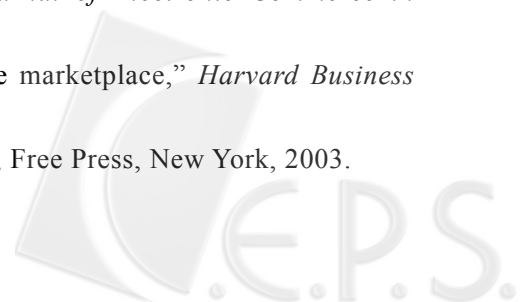 marketplace,” Harvard Business
, Free Press, New York, 2003.
C.E.P.S.